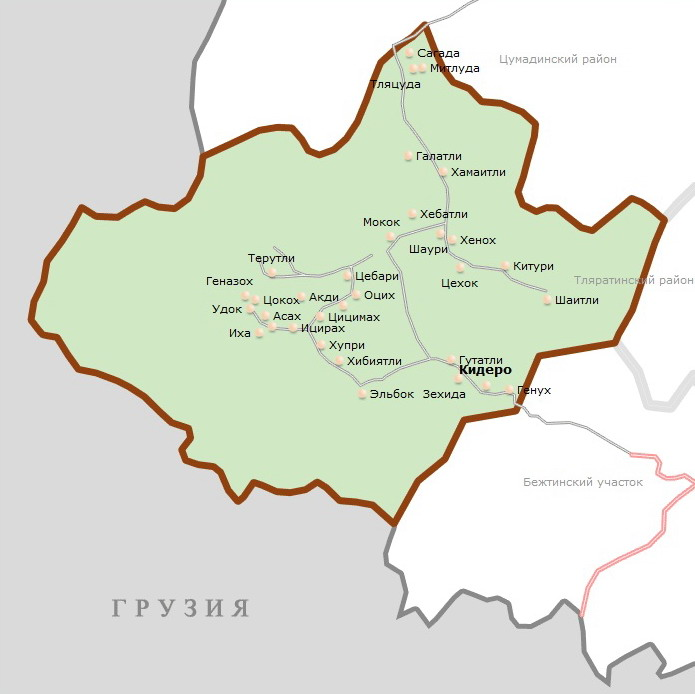 Сагада
Цумадинский район
Митлуда
Тляцуда
Галатли
Хамаитли
Хебатли
Мокок
Хенох
Шаури
Терутли
Китури
Цебари
Тляратинский район
Геназох
Цехок
Оцих
Акди
Цокох
Шаитли
Удок
Асах
Цицимах
Ицирах
Иха
Хупри
Хибиятли
Гутатли
Кидеро
Эльбок
Зехида
Генух
Бежтинский участок
ГРУЗИЯ